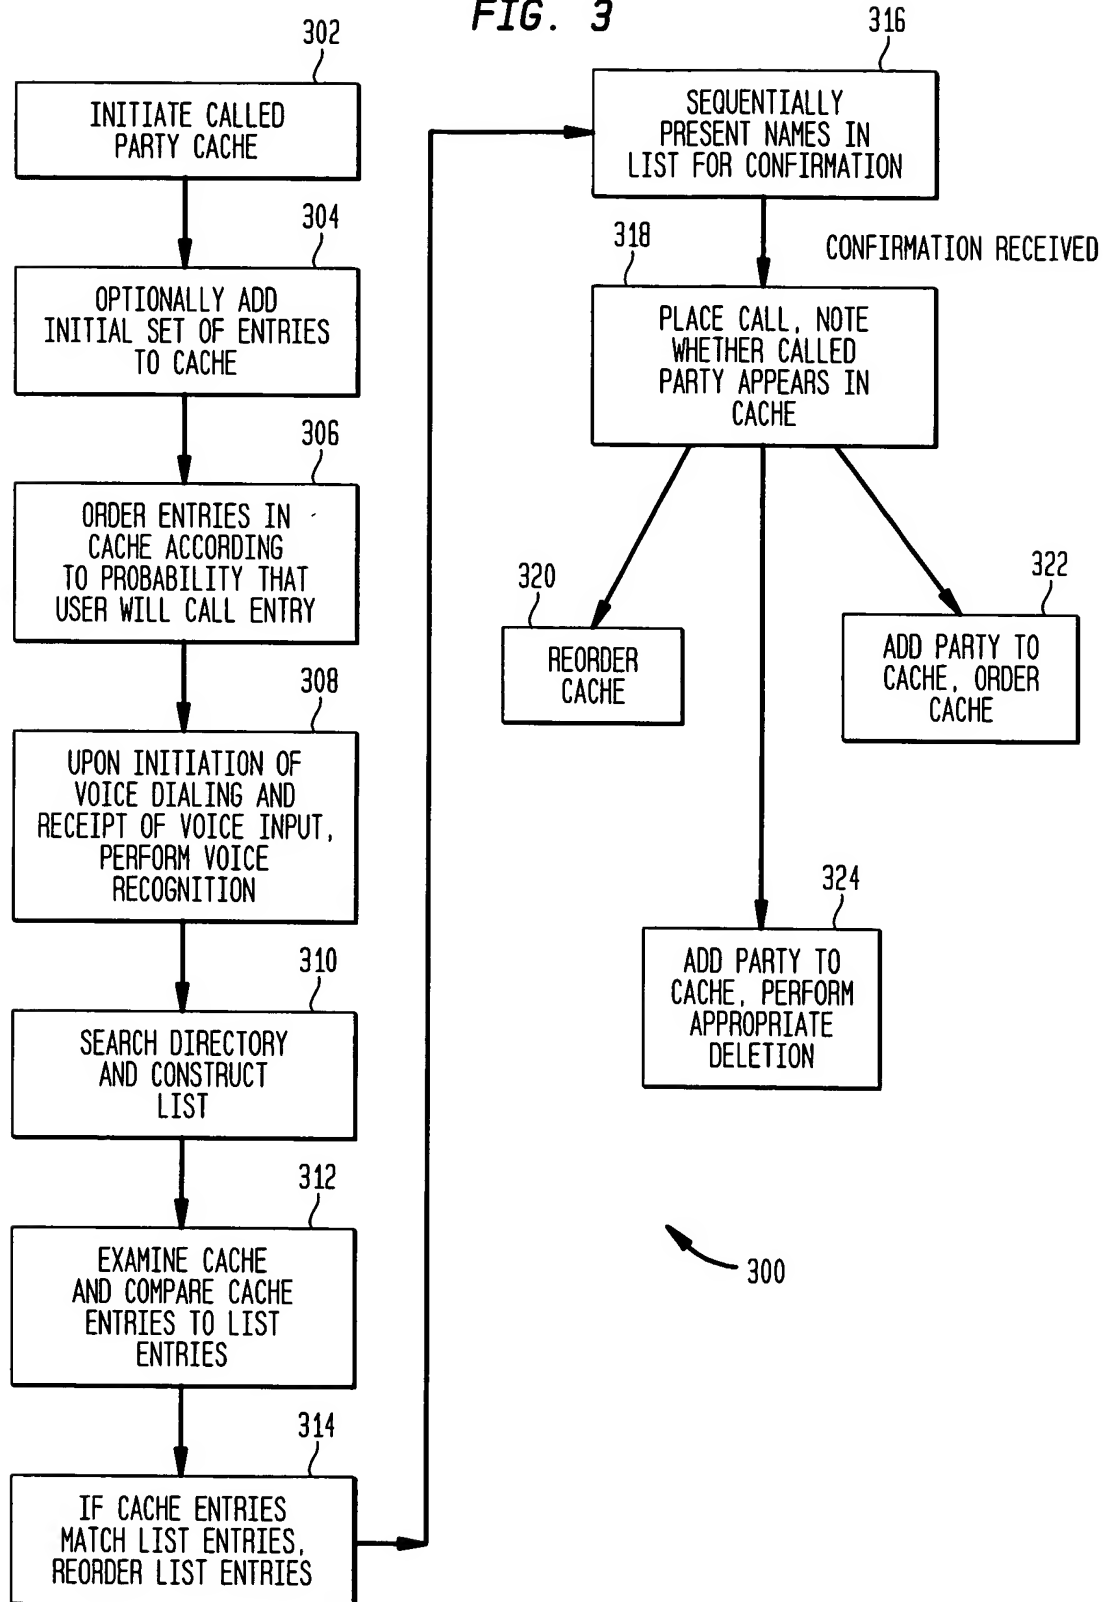 FIG. 3
302
INITIATE CALLED
PARTY CACHE
304
OPTIONALLY ADD
INITIAL SET OF ENTRIES
TO CACHE
306
ORDER ENTRIES IN
CACHE ACCORDING
TO PROBABILITY THAT
USER WILL CALL ENTRY
308
UPON INITIATION OF
VOICE DIALING AND
RECEIPT OF VOICE INPUT,
PERFORM VOICE
RECOGNITION
310
SEARCH DIRECTORY
AND CONSTRUCT
LIST
312
EXAMINE CACHE
AND COMPARE CACHE
ENTRIES TO LIST
ENTRIES
314
IF CACHE ENTRIES
MATCH LIST ENTRIES,
REORDER LIST ENTRIES
316
SEQUENTIALLY
PRESENT NAMES IN
LIST FOR CONFIRMATION
CONFIRMATION RECEIVED
318
PLACE CALL, NOTE
WHETHER CALLED
PARTY APPEARS IN
CACHE
320
REORDER
CACHE
322
ADD PARTY TO
CACHE, ORDER
CACHE
324
ADD PARTY TO
CACHE, PERFORM
APPROPRIATE
DELETION
300